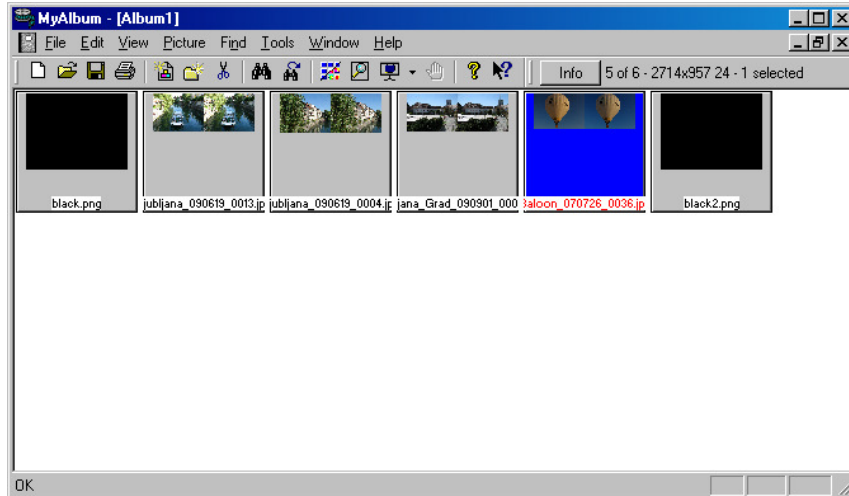 MyAlbum - [Album1]
File Edit View Picture Find Tools Window Help
Info 5 of 6 - 2714x957 24 - 1 selected
black.png jubljana_090619_0013.jp jubljana_090619_0004.jp jana_Grad_090901_000 Baloon_070726_0036.jp black2.png
OK